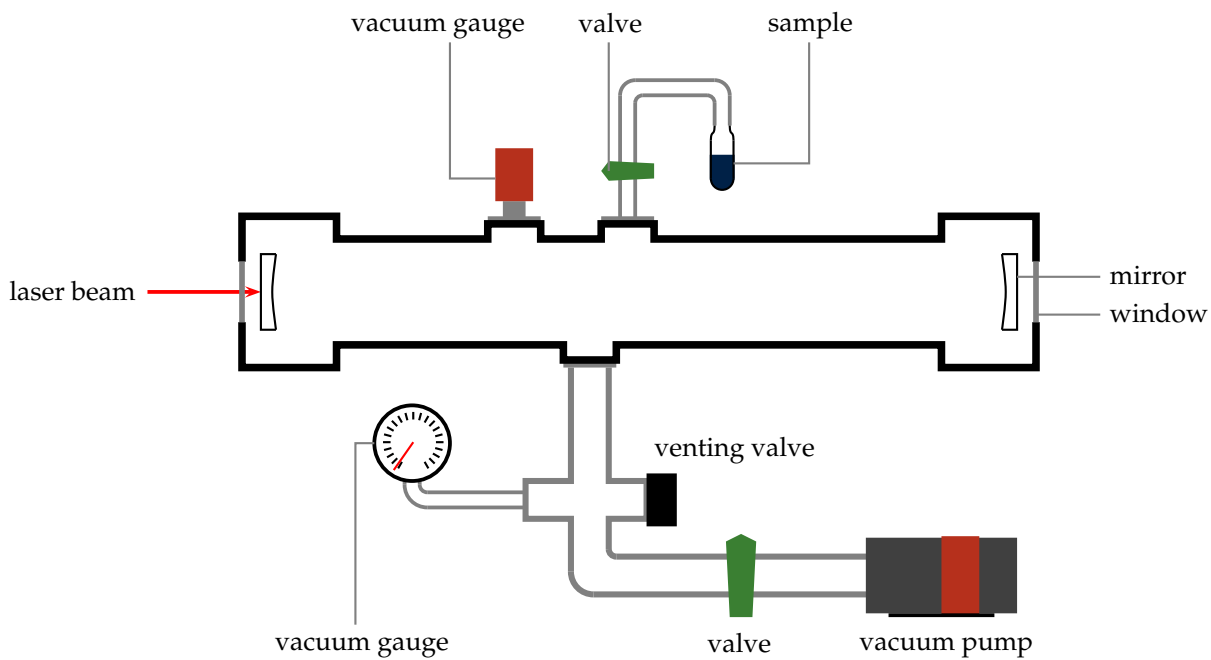 vacuum gauge
valve
sample
laser beam
mirror
window
venting valve
vacuum gauge
valve
vacuum pump